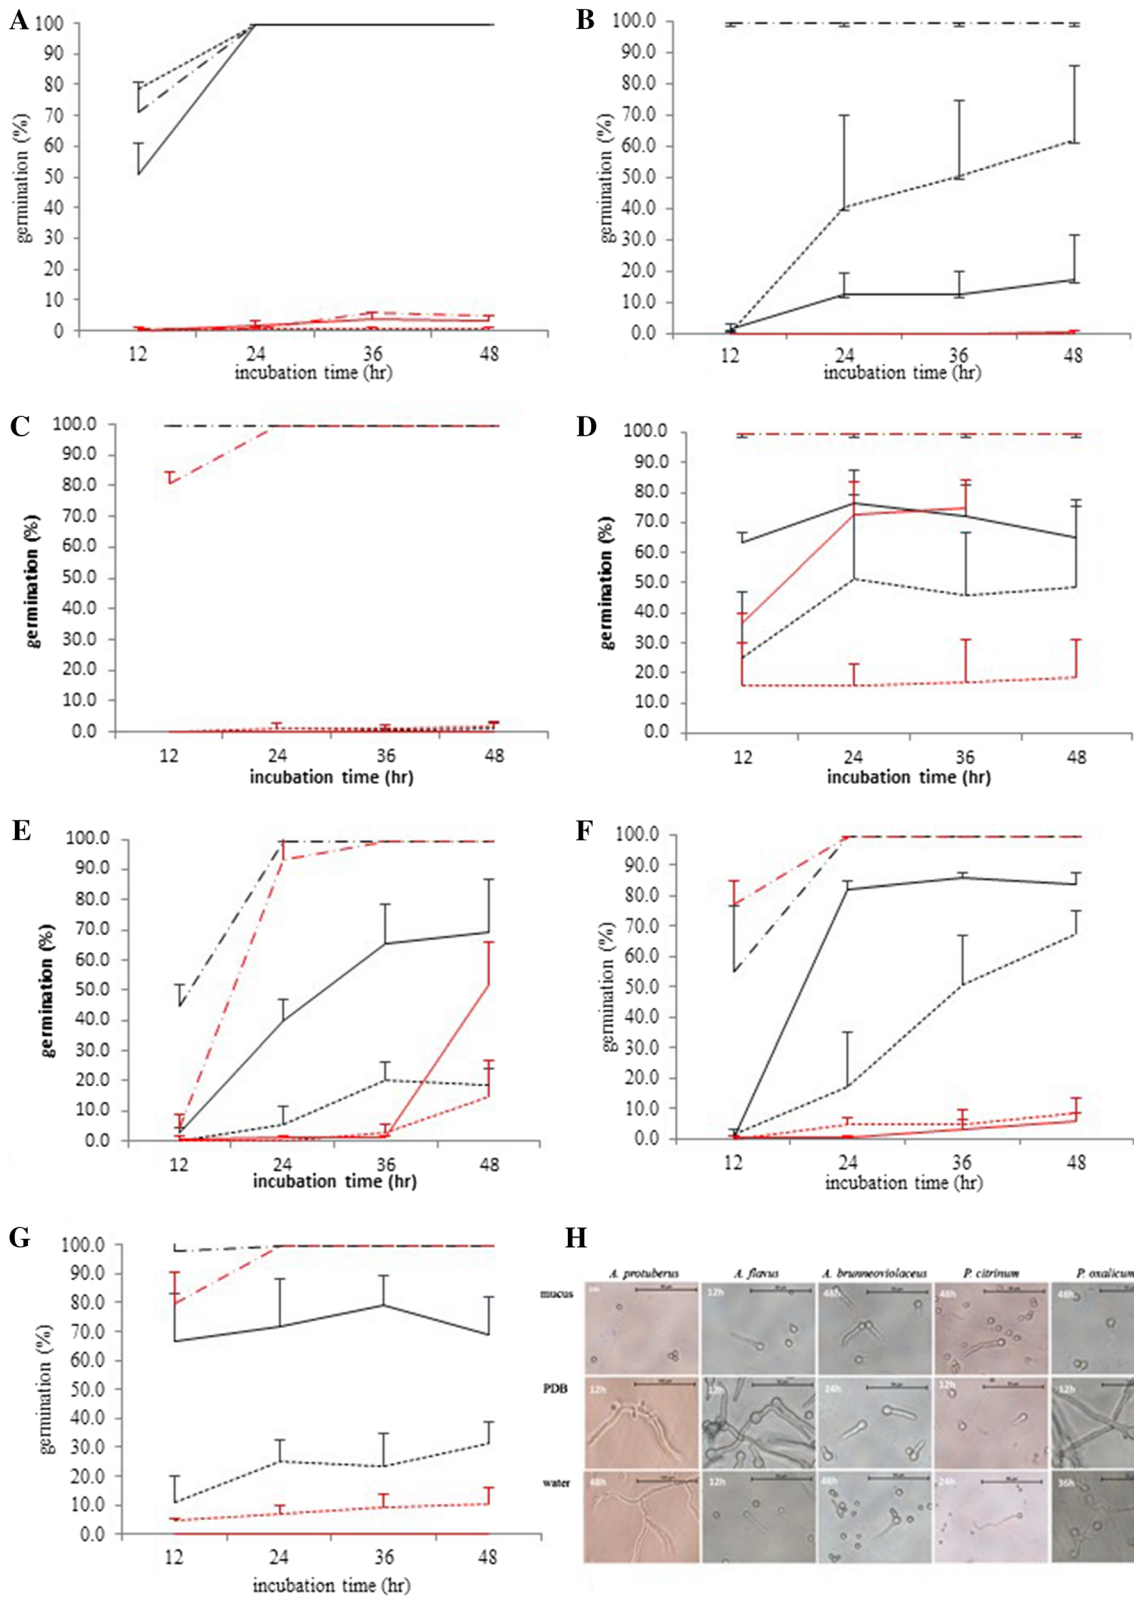 A
100
90
80
70
60
50
40
30
20
10
0
germination (%)
12 24 36 48
incubation time (hr)
B
100.0
90.0
80.0
70.0
60.0
50.0
40.0
30.0
20.0
10.0
0.0
germination (%)
12 24 36 48
incubation time (hr)
C
100.0
90.0
80.0
70.0
60.0
50.0
40.0
30.0
20.0
10.0
0.0
germination (%)
12 24 36 48
incubation time (hr)
D
100.0
90.0
80.0
70.0
60.0
50.0
40.0
30.0
20.0
10.0
0.0
germination (%)
12 24 36 48
incubation time (hr)
E
100.0
90.0
80.0
70.0
60.0
50.0
40.0
30.0
20.0
10.0
0.0
germination (%)
12 24 36 48
incubation time (hr)
F
100.0
90.0
80.0
70.0
60.0
50.0
40.0
30.0
20.0
10.0
0.0
germination (%)
12 24 36 48
incubation time (hr)
G
100.0
90.0
80.0
70.0
60.0
50.0
40.0
30.0
20.0
10.0
0.0
germination (%)
12 24 36 48
incubation time (hr)
H
A. protuberus A. flavus A. brunneoviolaceus P. citrinum P. oxalicum
mucus
12h 48h 48h 48h
PDB
12h 12h 24h 12h 12h
water
48h 12h 48h 24h 36h